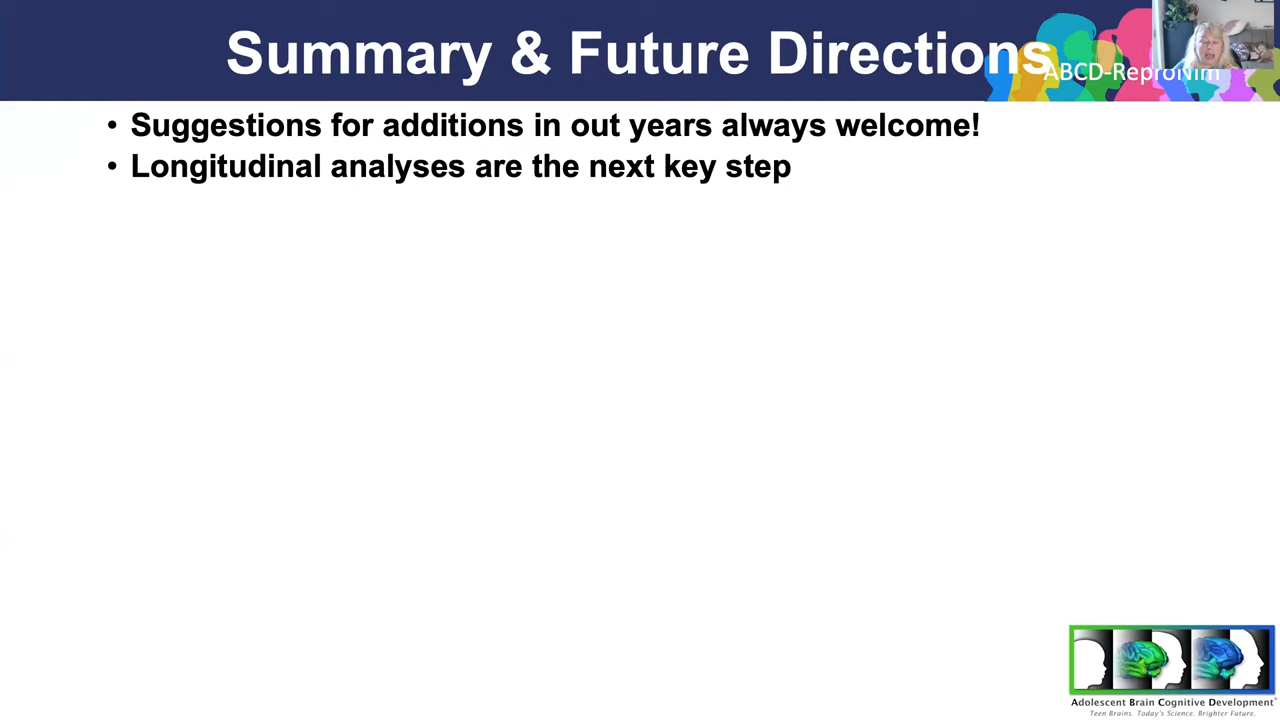 Summary & Future Directions
ABCD-ReproNim
• Suggestions for additions in out years always welcome!
• Longitudinal analyses are the next key step
Adolescent Brain Cognitive Development®
Teen Brains. Today's Science. Brighter Future.